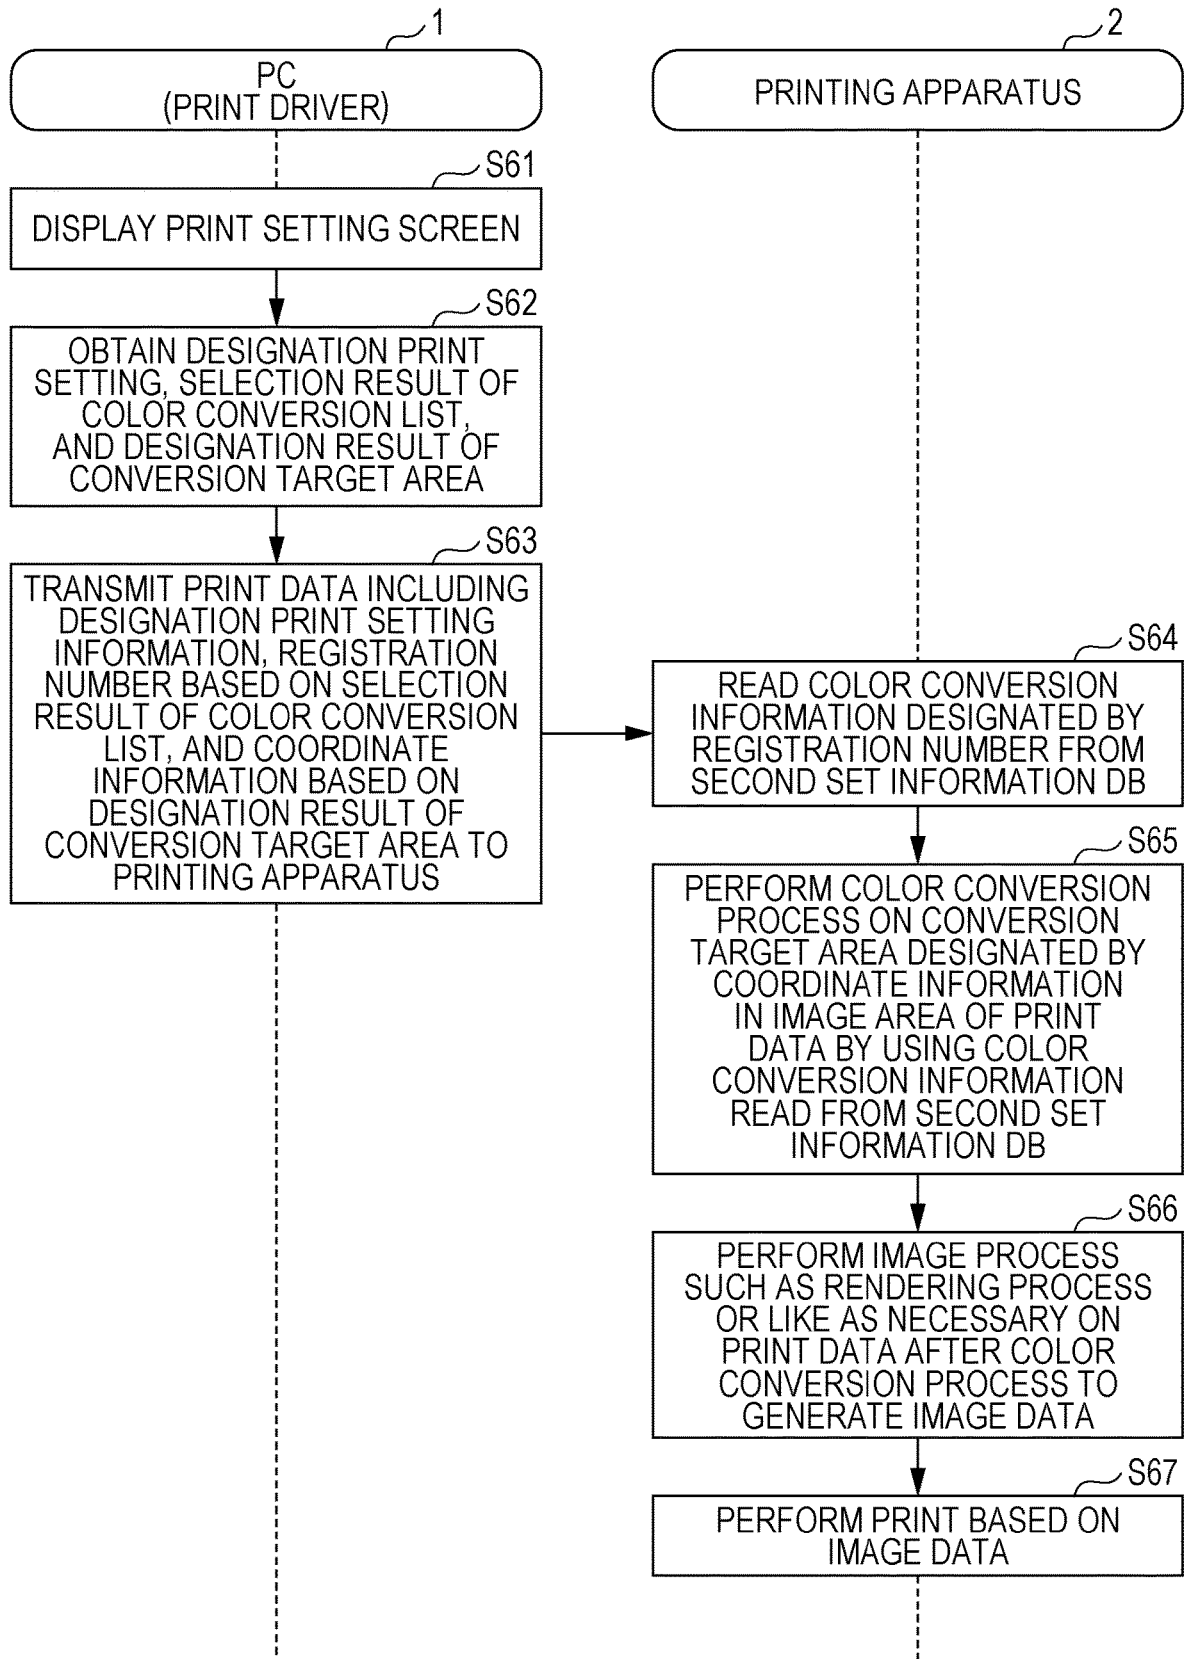 1
PC
(PRINT DRIVER)
2
PRINTING APPARATUS
S61
DISPLAY PRINT SETTING SCREEN
S62
OBTAIN DESIGNATION PRINT
SETTING, SELECTION RESULT OF
COLOR CONVERSION LIST,
AND DESIGNATION RESULT OF
CONVERSION TARGET AREA
S63
TRANSMIT PRINT DATA INCLUDING
DESIGNATION PRINT SETTING
INFORMATION, REGISTRATION
NUMBER BASED ON SELECTION
RESULT OF COLOR CONVERSION
LIST, AND COORDINATE
INFORMATION BASED ON
DESIGNATION RESULT OF
CONVERSION TARGET AREA TO
PRINTING APPARATUS
S64
READ COLOR CONVERSION
INFORMATION DESIGNATED BY
REGISTRATION NUMBER FROM
SECOND SET INFORMATION DB
S65
PERFORM COLOR CONVERSION
PROCESS ON CONVERSION
TARGET AREA DESIGNATED BY
COORDINATE INFORMATION
IN IMAGE AREA OF PRINT
DATA BY USING COLOR
CONVERSION INFORMATION
READ FROM SECOND SET
INFORMATION DB
S66
PERFORM IMAGE PROCESS
SUCH AS RENDERING PROCESS
OR LIKE AS NECESSARY ON
PRINT DATA AFTER COLOR
CONVERSION PROCESS TO
GENERATE IMAGE DATA
S67
PERFORM PRINT BASED ON
IMAGE DATA